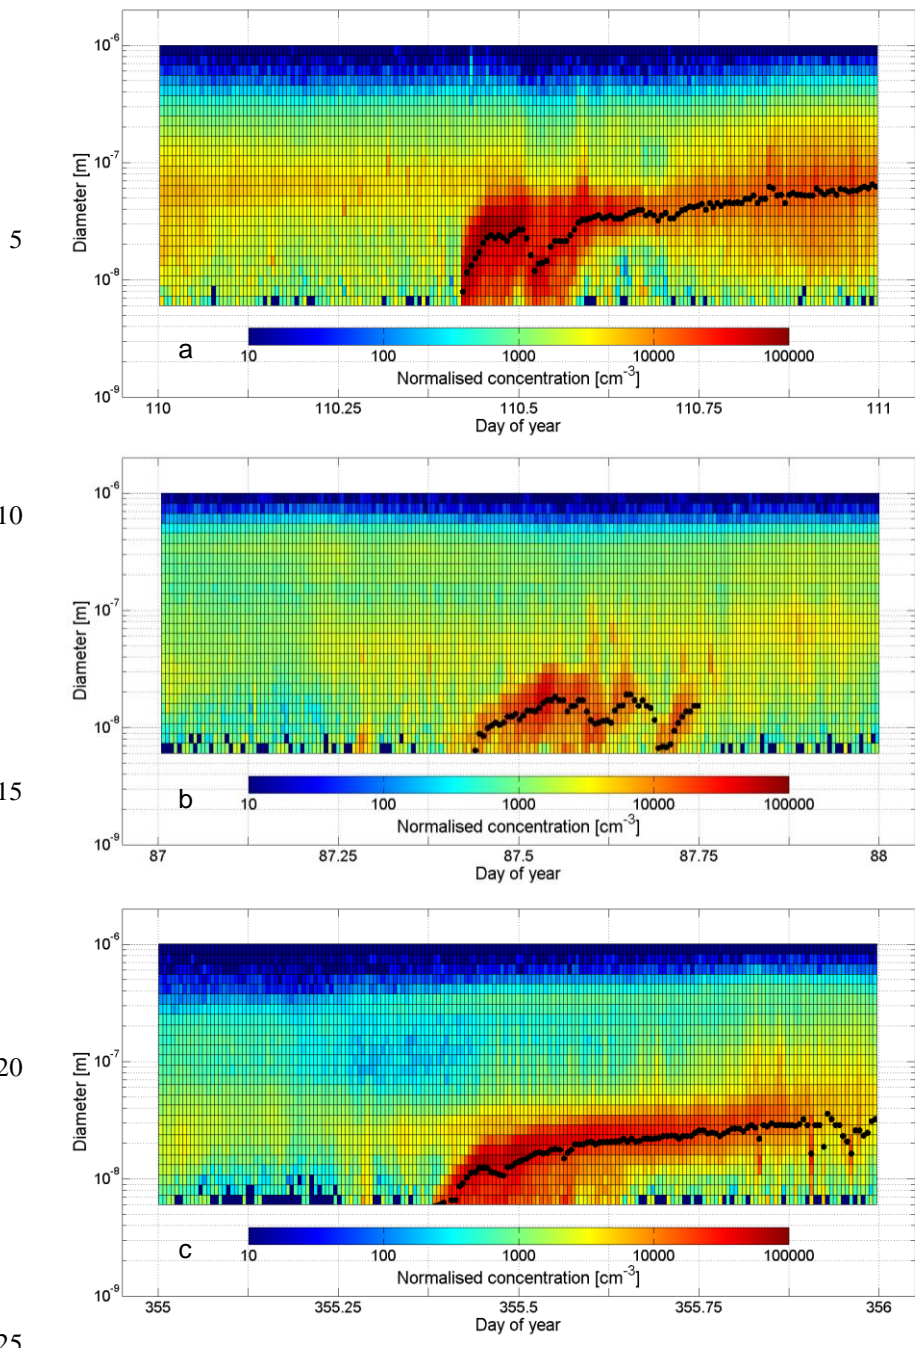 10⁻⁶
10⁻⁷
5
10⁻⁸
10⁻⁹
Diameter [m]
a
10 100 1000 10000 100000
Normalised concentration [cm⁻³]
110 110.25 110.5 110.75 111
Day of year
10⁻⁶
10
10⁻⁷
10⁻⁸
15
10⁻⁹
Diameter [m]
b
10 100 1000 10000 100000
Normalised concentration [cm⁻³]
87 87.25 87.5 87.75 88
Day of year
10⁻⁶
20
10⁻⁷
10⁻⁸
10⁻⁹
Diameter [m]
c
10 100 1000 10000 100000
Normalised concentration [cm⁻³]
355 355.25 355.5 355.75 356
Day of year
25